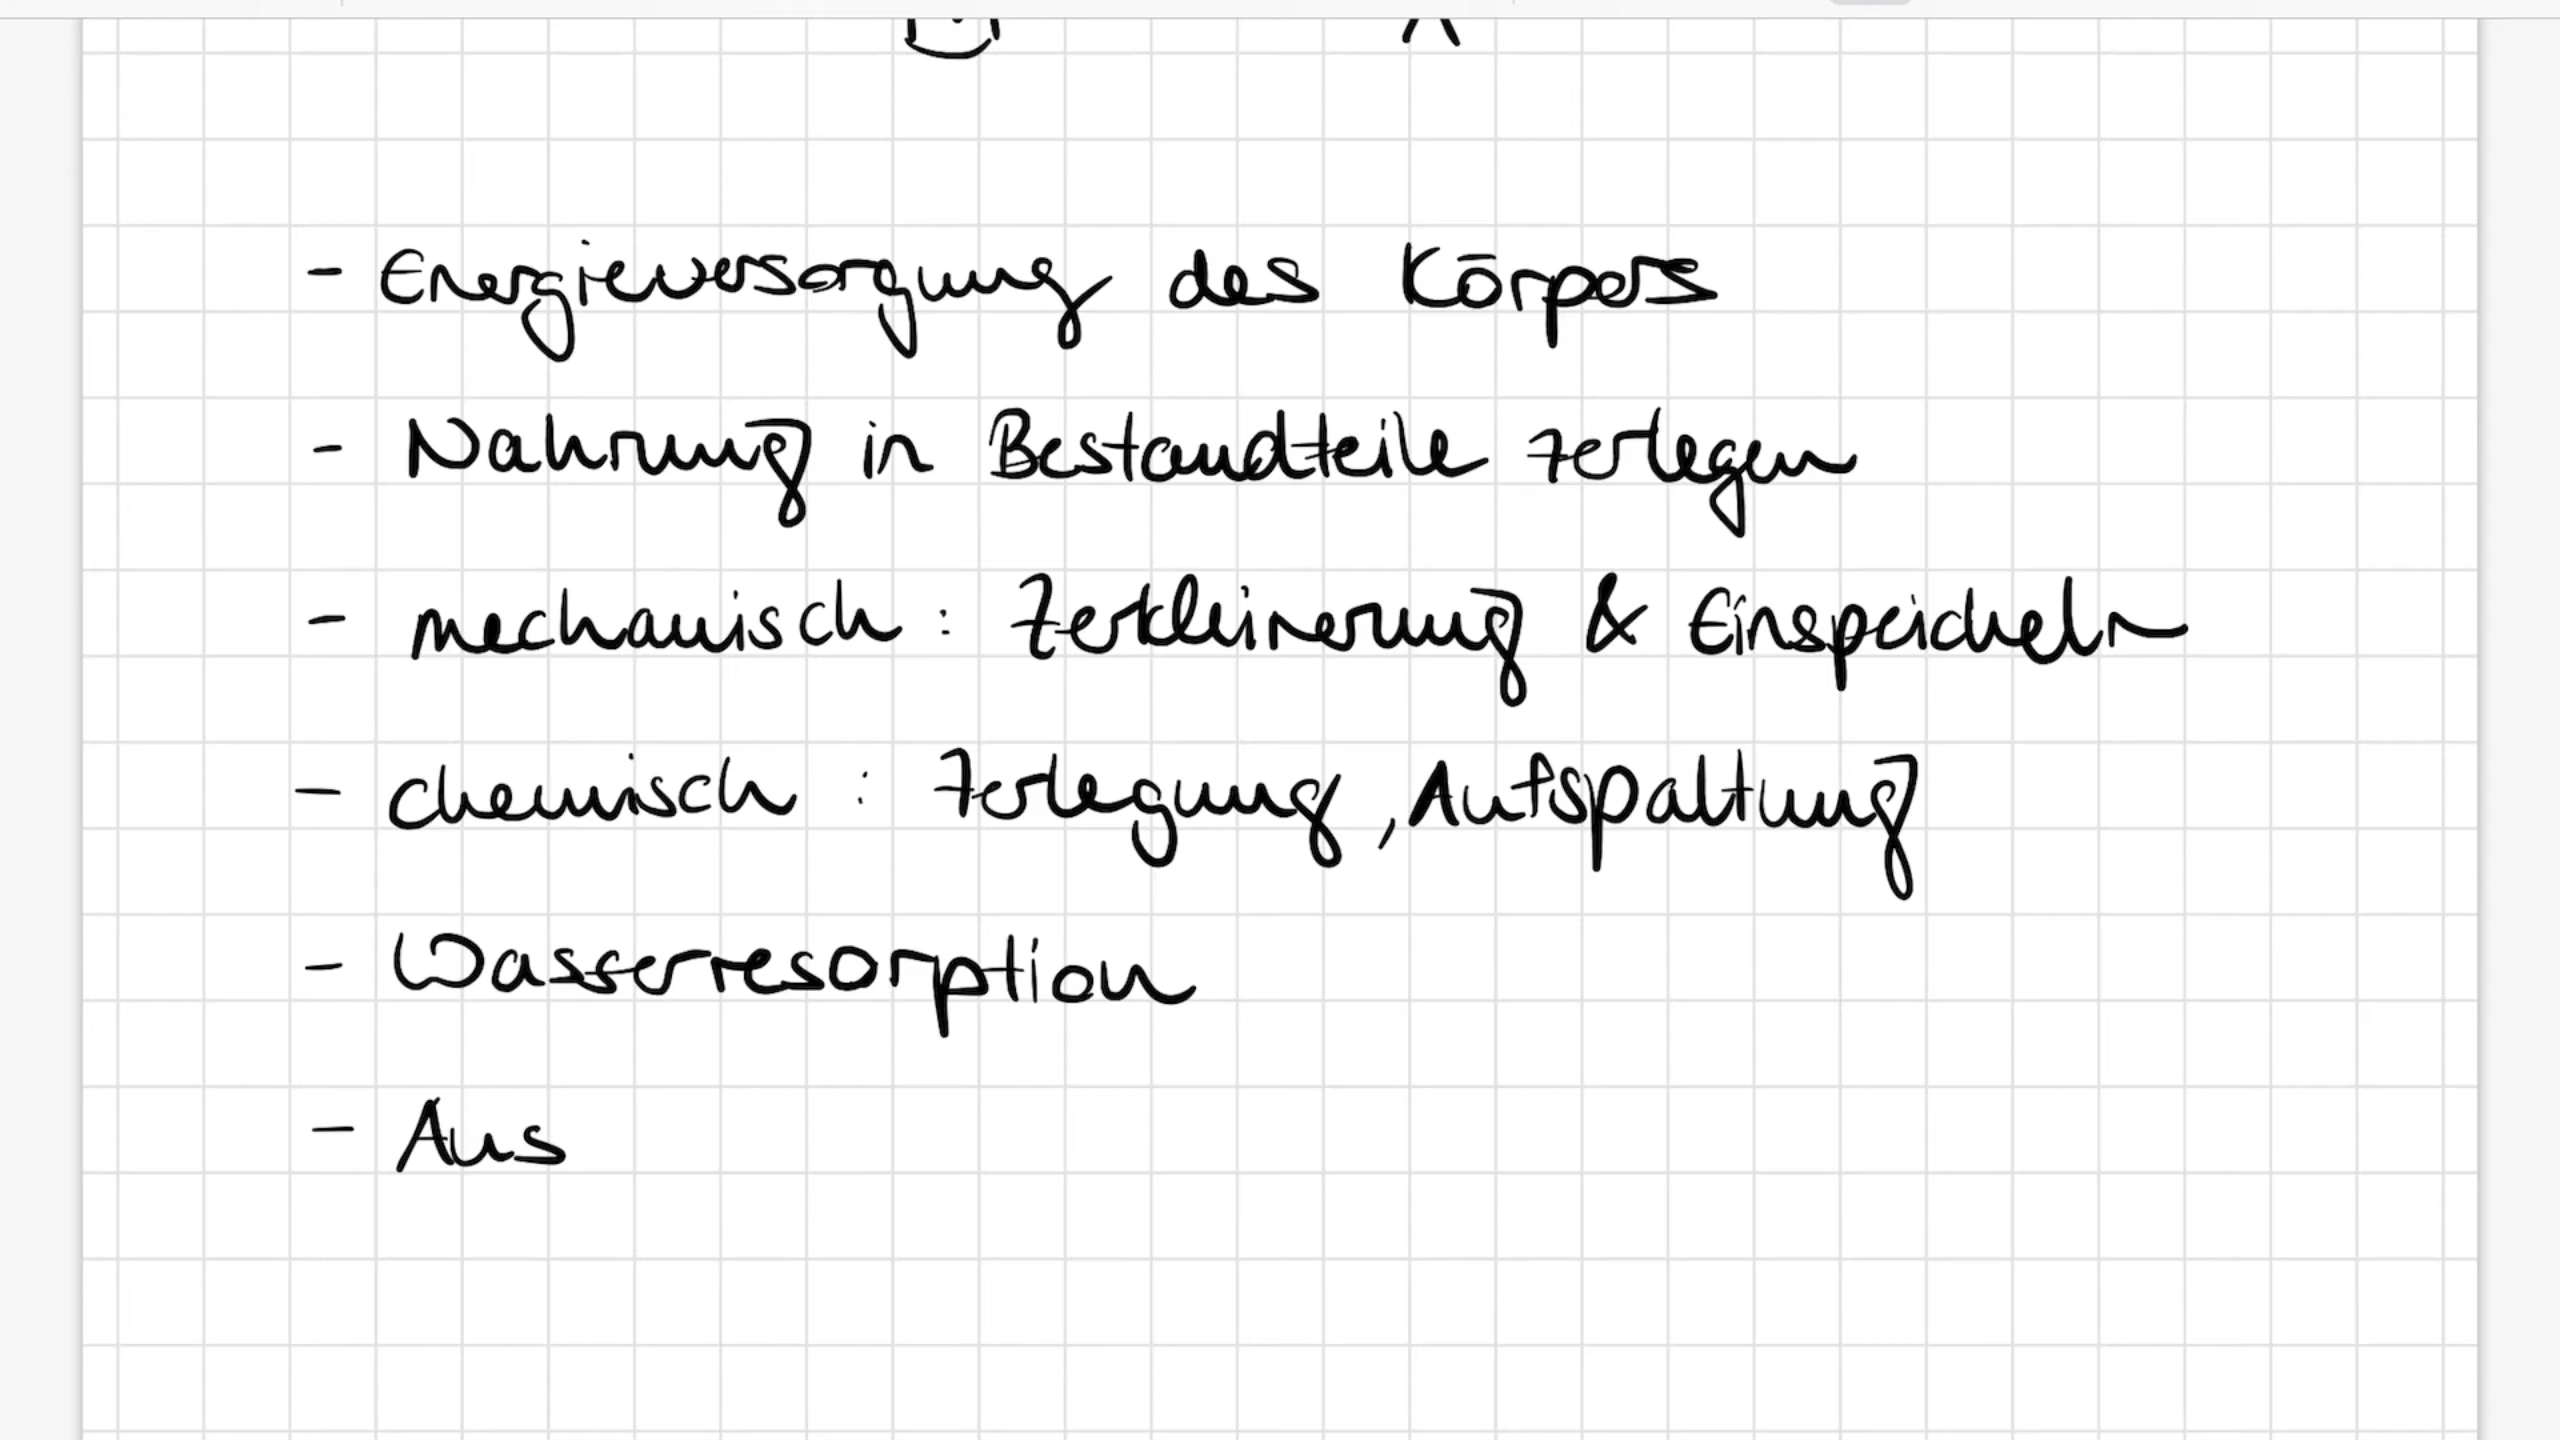 - Energieversorgung des Körpers
- Nahrung in Bestandteile zerlegen
- mechanisch: Zerkleinerung & Einspeicheln
- chemisch: Zerlegung, Aufspaltung
- Wasserresorption
- Aus